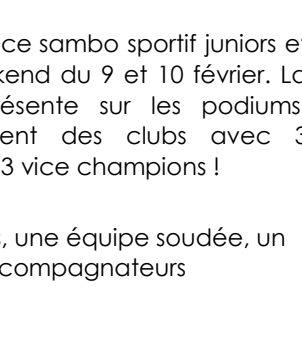 ce sambo sportif juniors et
kend du 9 et 10 février. La
ésente sur les podiums
ent des clubs avec 3
3 vice champions !
, une équipe soudée, un
compagnateurs